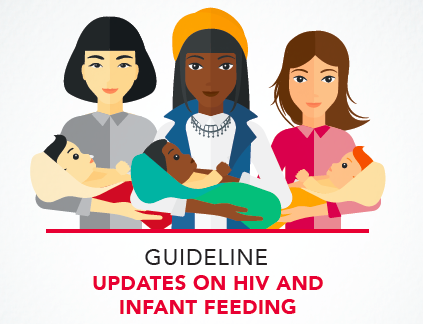 GUIDELINE
UPDATES ON HIV AND
INFANT FEEDING